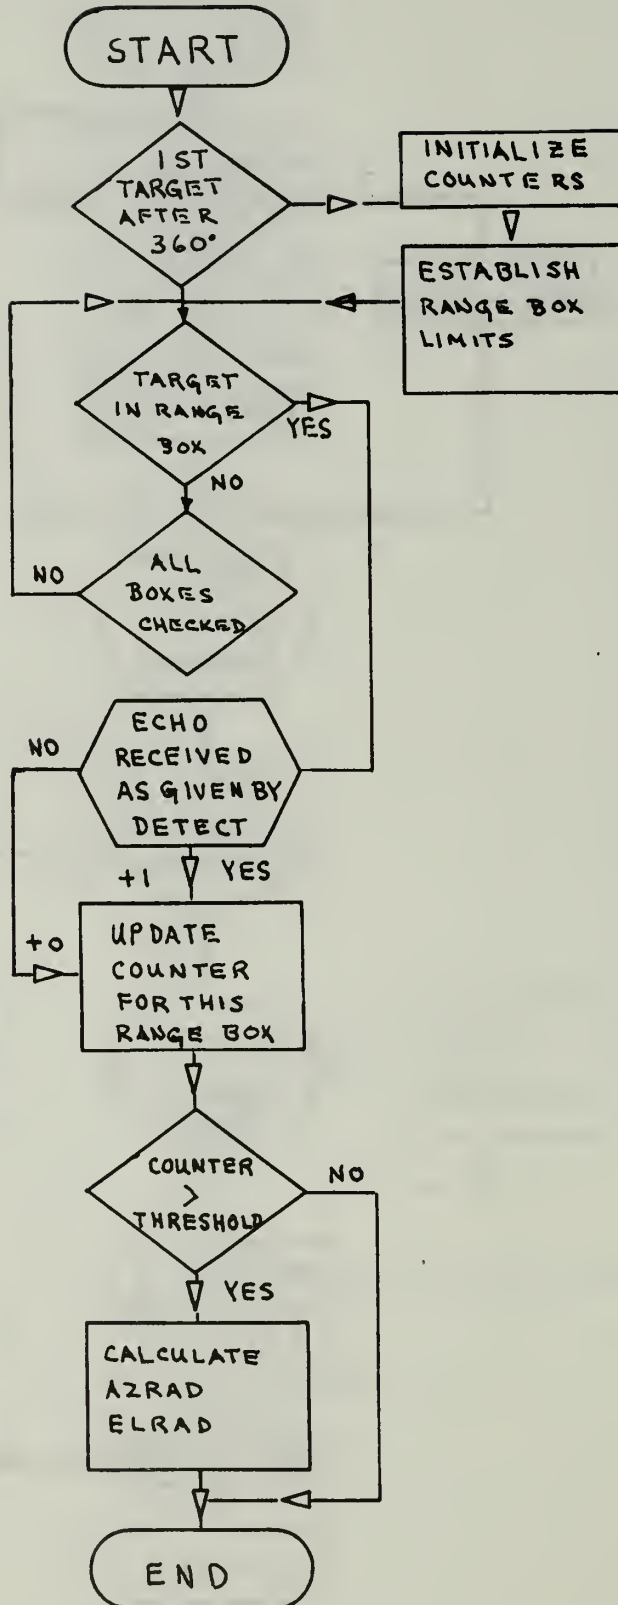 START
1ST
TARGET
AFTER
360°
INITIALIZE
COUNTERS
ESTABLISH
RANGE BOX
LIMITS
TARGET
IN RANGE
BOX
YES
NO
ALL
BOXES
CHECKED
NO
ECHO
RECEIVED
AS GIVEN BY
DETECT
NO
+1 YES
+0
UPDATE
COUNTER
FOR THIS
RANGE BOX
COUNTER
>
THRESHOLD
NO
YES
CALCULATE
AZRAD
ELRAD
END